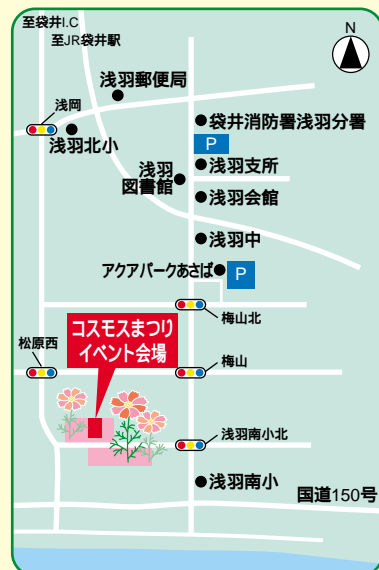 至袋井I.C
至JR袋井駅
N
浅羽郵便局
浅岡
浅羽北小
袋井消防署浅羽分署
P
浅羽支所
浅羽
図書館
浅羽会館
浅羽中
アクアパークあさば
P
梅山北
コスモスまつり
イベント会場
松原西
梅山
浅羽南小北
浅羽南小
国道150号